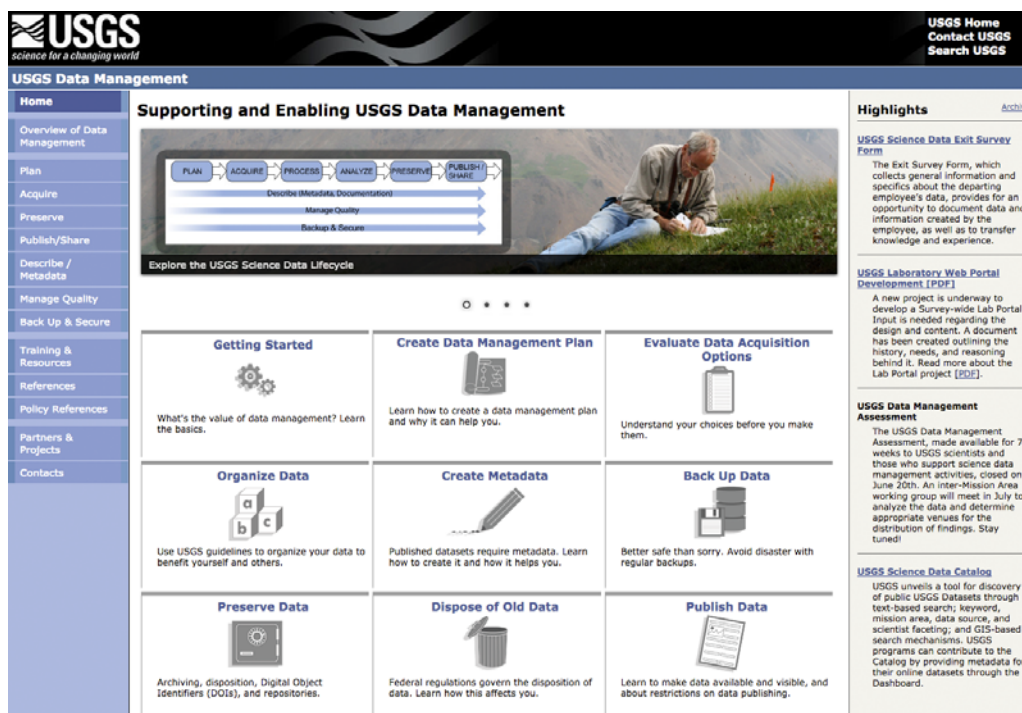 USGS
science for a changing world
USGS Home
Contact USGS
Search USGS
USGS Data Management
Home
Overview of Data
Management
Plan
Acquire
Preserve
Publish/Share
Describe /
Metadata
Manage Quality
Back Up & Secure
Training &
Resources
References
Policy References
Partners &
Projects
Contacts
Supporting and Enabling USGS Data Management
PLAN ACQUIRE PROCESS ANALYZE PRESERVE PUBLISH /
SHARE
Describe (Metadata, Documentation)
Manage Quality
Backup & Secure
Explore the USGS Science Data Lifecycle
Getting Started
What's the value of data management? Learn
the basics.
Create Data Management Plan
Learn how to create a data management plan
and why it can help you.
Evaluate Data Acquisition
Options
Understand your choices before you make
them.
Organize Data
a
b c
Use USGS guidelines to organize your data to
benefit yourself and others.
Create Metadata
Published datasets require metadata. Learn
how to create it and how it helps you.
Back Up Data
Better safe than sorry. Avoid disaster with
regular backups.
Preserve Data
Archiving, disposition, Digital Object
Identifiers (DOIs), and repositories.
Dispose of Old Data
Federal regulations govern the disposition of
data. Learn how this affects you.
Publish Data
Learn to make data available and visible, and
about restrictions on data publishing.
Highlights
USGS Science Data Exit Survey
Form
The Exit Survey Form, which
collects general information and
specifics about the departing
employee's data, provides for an
opportunity to document data and
information created by the
employee, as well as to transfer
knowledge and experience.
USGS Laboratory Web Portal
Development [PDF]
A new project is underway to
develop a Survey-wide Lab Portal
Input is needed regarding the
design and content. A document
has been created outlining the
history, needs, and reasoning
behind it. Read more about the
Lab Portal project [PDF].
USGS Data Management
Assessment
The USGS Data Management
Assessment, made available for 7
weeks to USGS scientists and
those who support science data
management activities, closed on
June 20th. An inter-Mission Area
working group will meet in July to
analyze the data and determine
appropriate venues for the
distribution of findings. Stay
tuned!
USGS Science Data Catalog
USGS unveils a tool for discovery
of public USGS Datasets through
text-based search; keyword,
mission area, data source, and
scientist faceting; and GIS-based
search mechanisms. USGS
programs can contribute to the
Catalog by providing metadata fo
their online datasets through the
Dashboard.